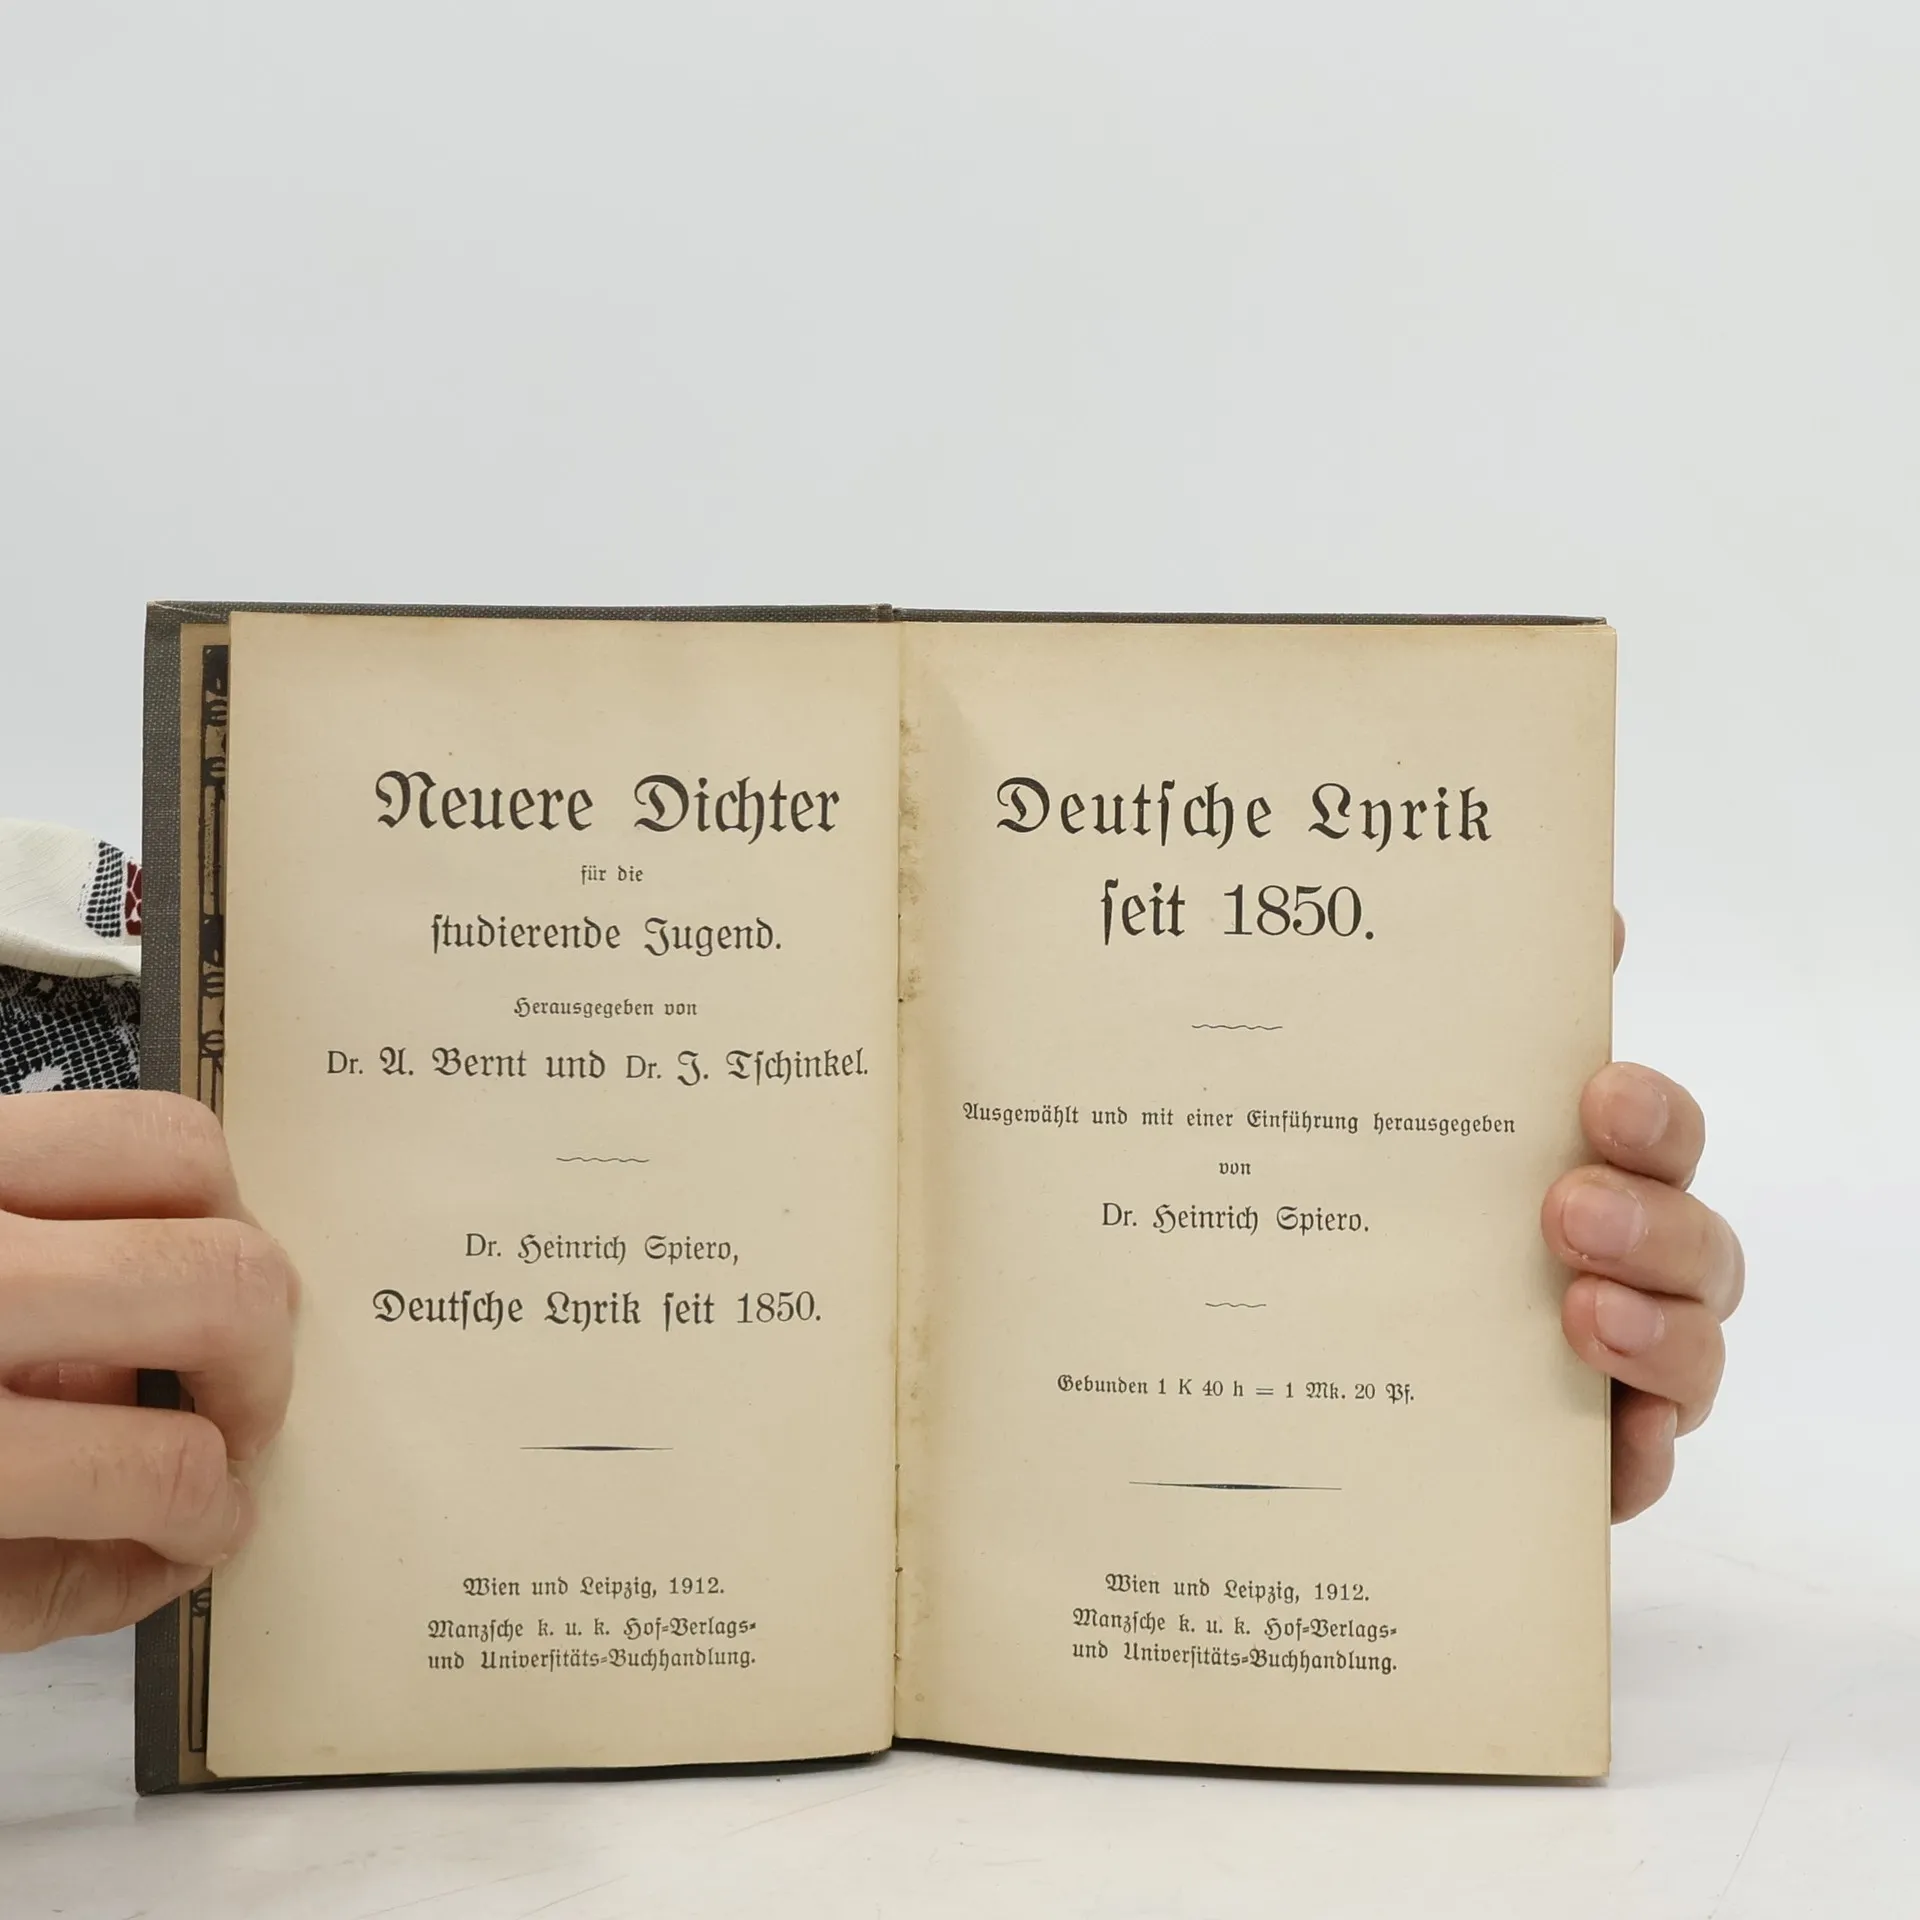 Neuere Dichter
für die
ſtudierende Jugend.
Herausgegeben von
Dr. A. Bernt und Dr. J. Tſchinkel.
Dr. Heinrich Spiero,
Deutſche Lyrik ſeit 1850.
Wien und Leipzig, 1912.
Manzſche k. u. k. Hof-Verlags-
und Univerſitäts-Buchhandlung.
Deutſche Lyrik
ſeit 1850.
Ausgewählt und mit einer Einführung herausgegeben
von
Dr. Heinrich Spiero.
Gebunden 1 K 40 h = 1 Mk. 20 Pf.
Wien und Leipzig, 1912.
Manzſche k. u. k. Hof-Verlags-
und Univerſitäts-Buchhandlung.